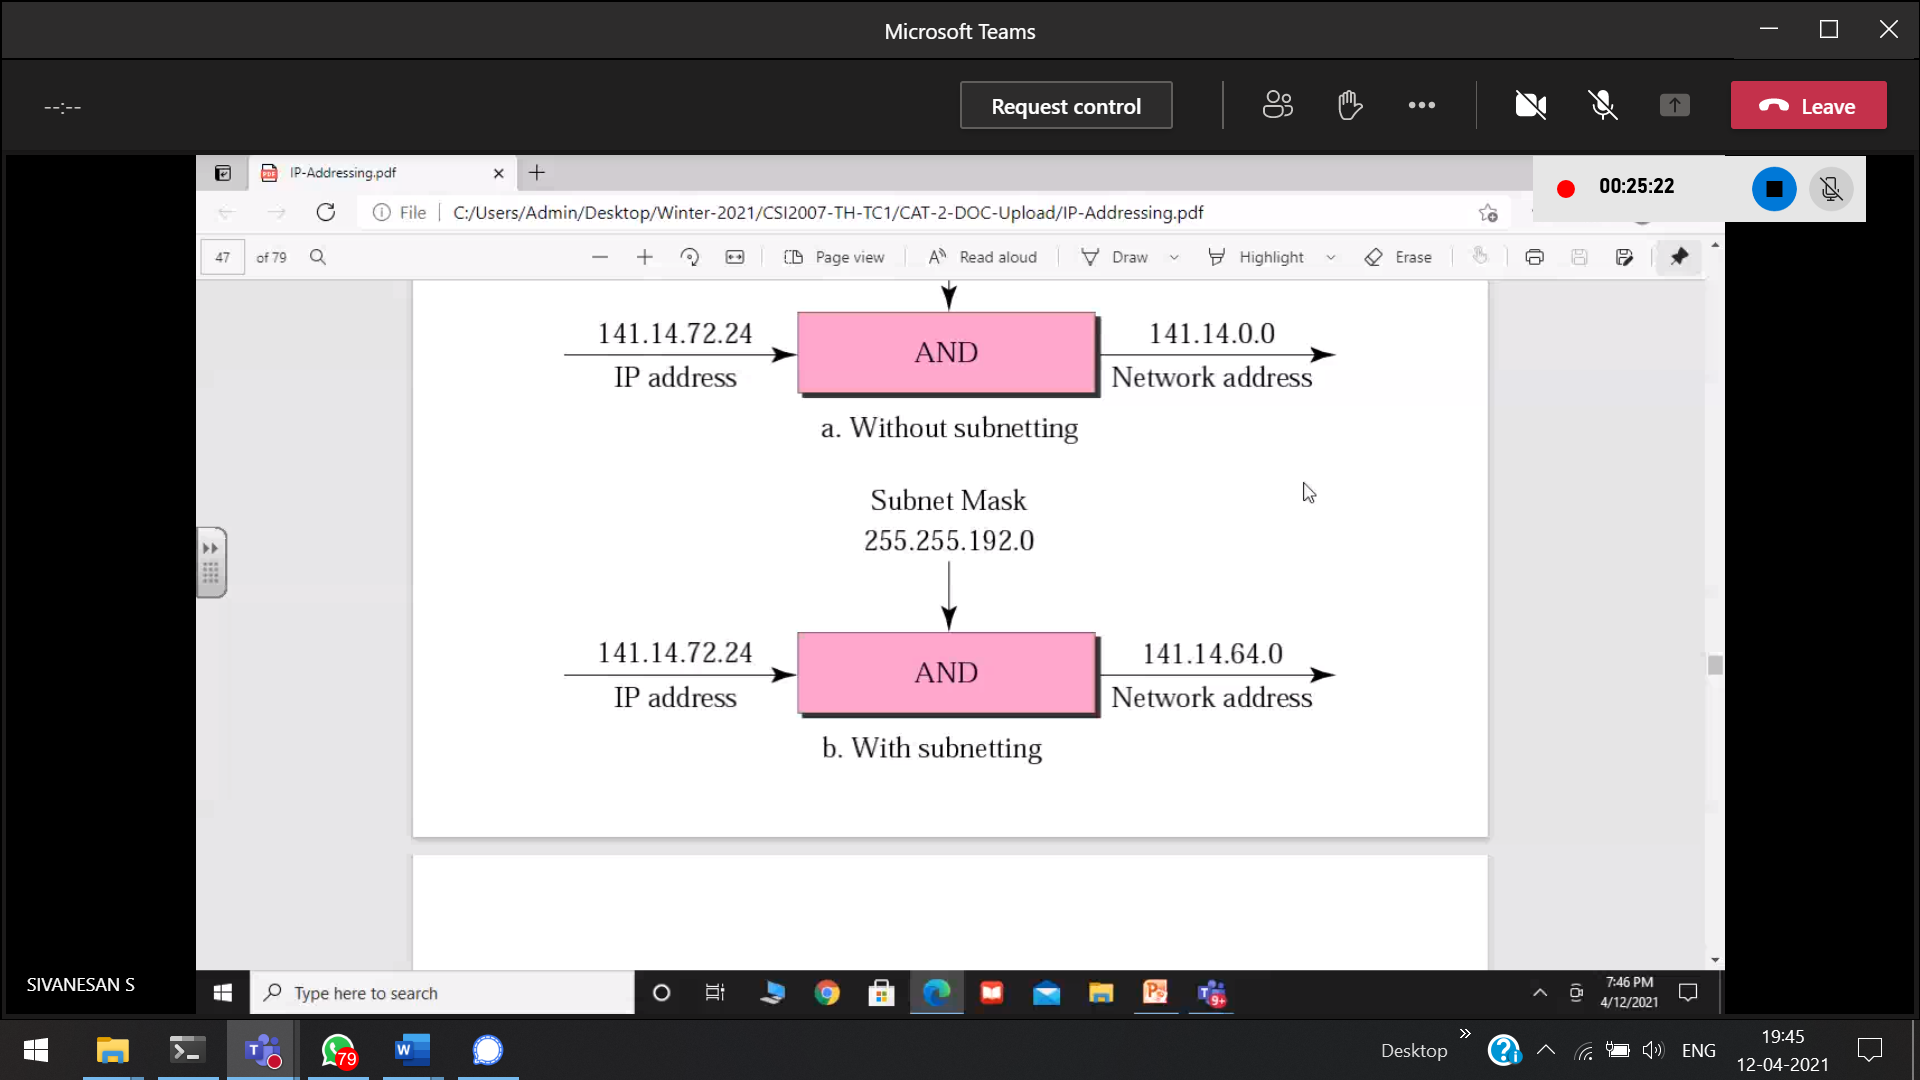 Microsoft Teams
--:--
Request control
Leave
IP-Addressing.pdf
00:25:22
File
C:/Users/Admin/Desktop/Winter-2021/CSI2007-TH-TC1/CAT-2-DOC-Upload/IP-Addressing.pdf
47 of 79
Page view
Read aloud
Draw
Highlight
Erase
141.14.72.24
IP address
AND
141.14.0.0
Network address
a. Without subnetting
Subnet Mask
255.255.192.0
141.14.72.24
IP address
AND
141.14.64.0
Network address
b. With subnetting
SIVANESAN S
Type here to search
9+
7:46 PM
4/12/2021
79
Desktop
ENG
19:45
12-04-2021